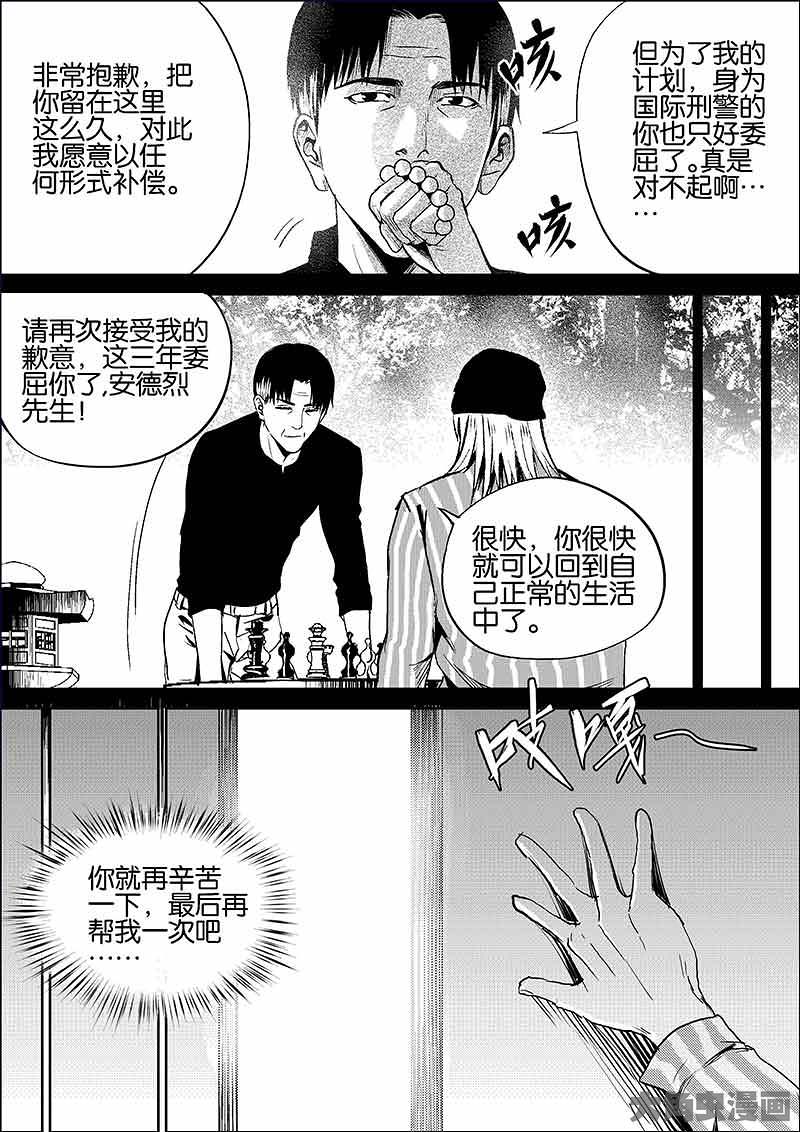 非常抱歉，把
你留在这里
这么久，对此
我愿意以任
何形式补偿。
咳
咳
但为了我的
计划，身为
国际刑警的
你也只好委
屈了。真是
对不起啊…
…
请再次接受我的
歉意，这三年委
屈你了,安德烈
先生！
很快，你很快
就可以回到自
己正常的生活
中了。
吱嘎～
你就再辛苦
一下，最后再
帮我一次吧
……
大角虫漫画